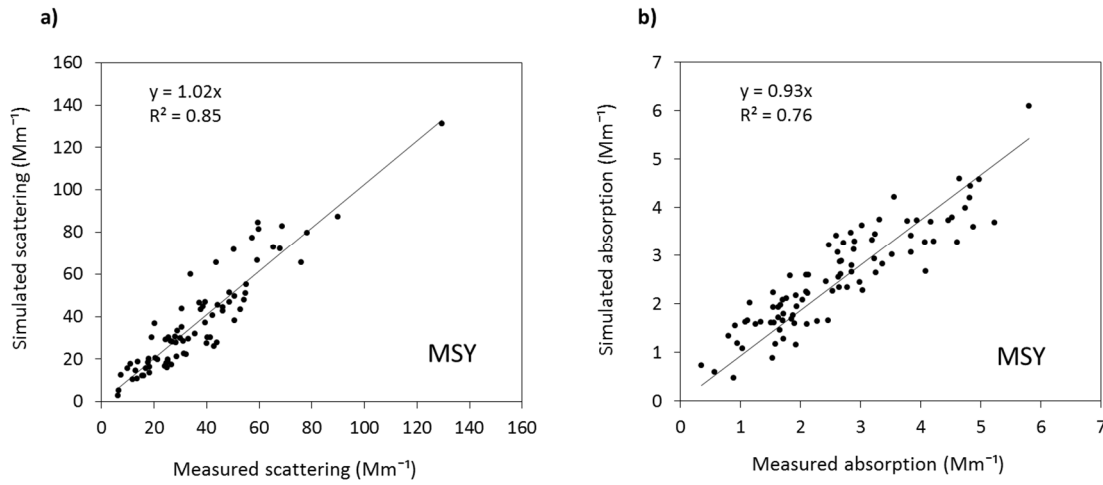 a)
160
140
120
100
80
60
40
20
0
0 20 40 60 80 100 120 140 160
Simulated scattering (Mm⁻¹)
Measured scattering (Mm⁻¹)
y = 1.02x
R² = 0.85
MSY
b)
7
6
5
4
3
2
1
0
0 1 2 3 4 5 6 7
Simulated absorption (Mm⁻¹)
Measured absorption (Mm⁻¹)
y = 0.93x
R² = 0.76
MSY